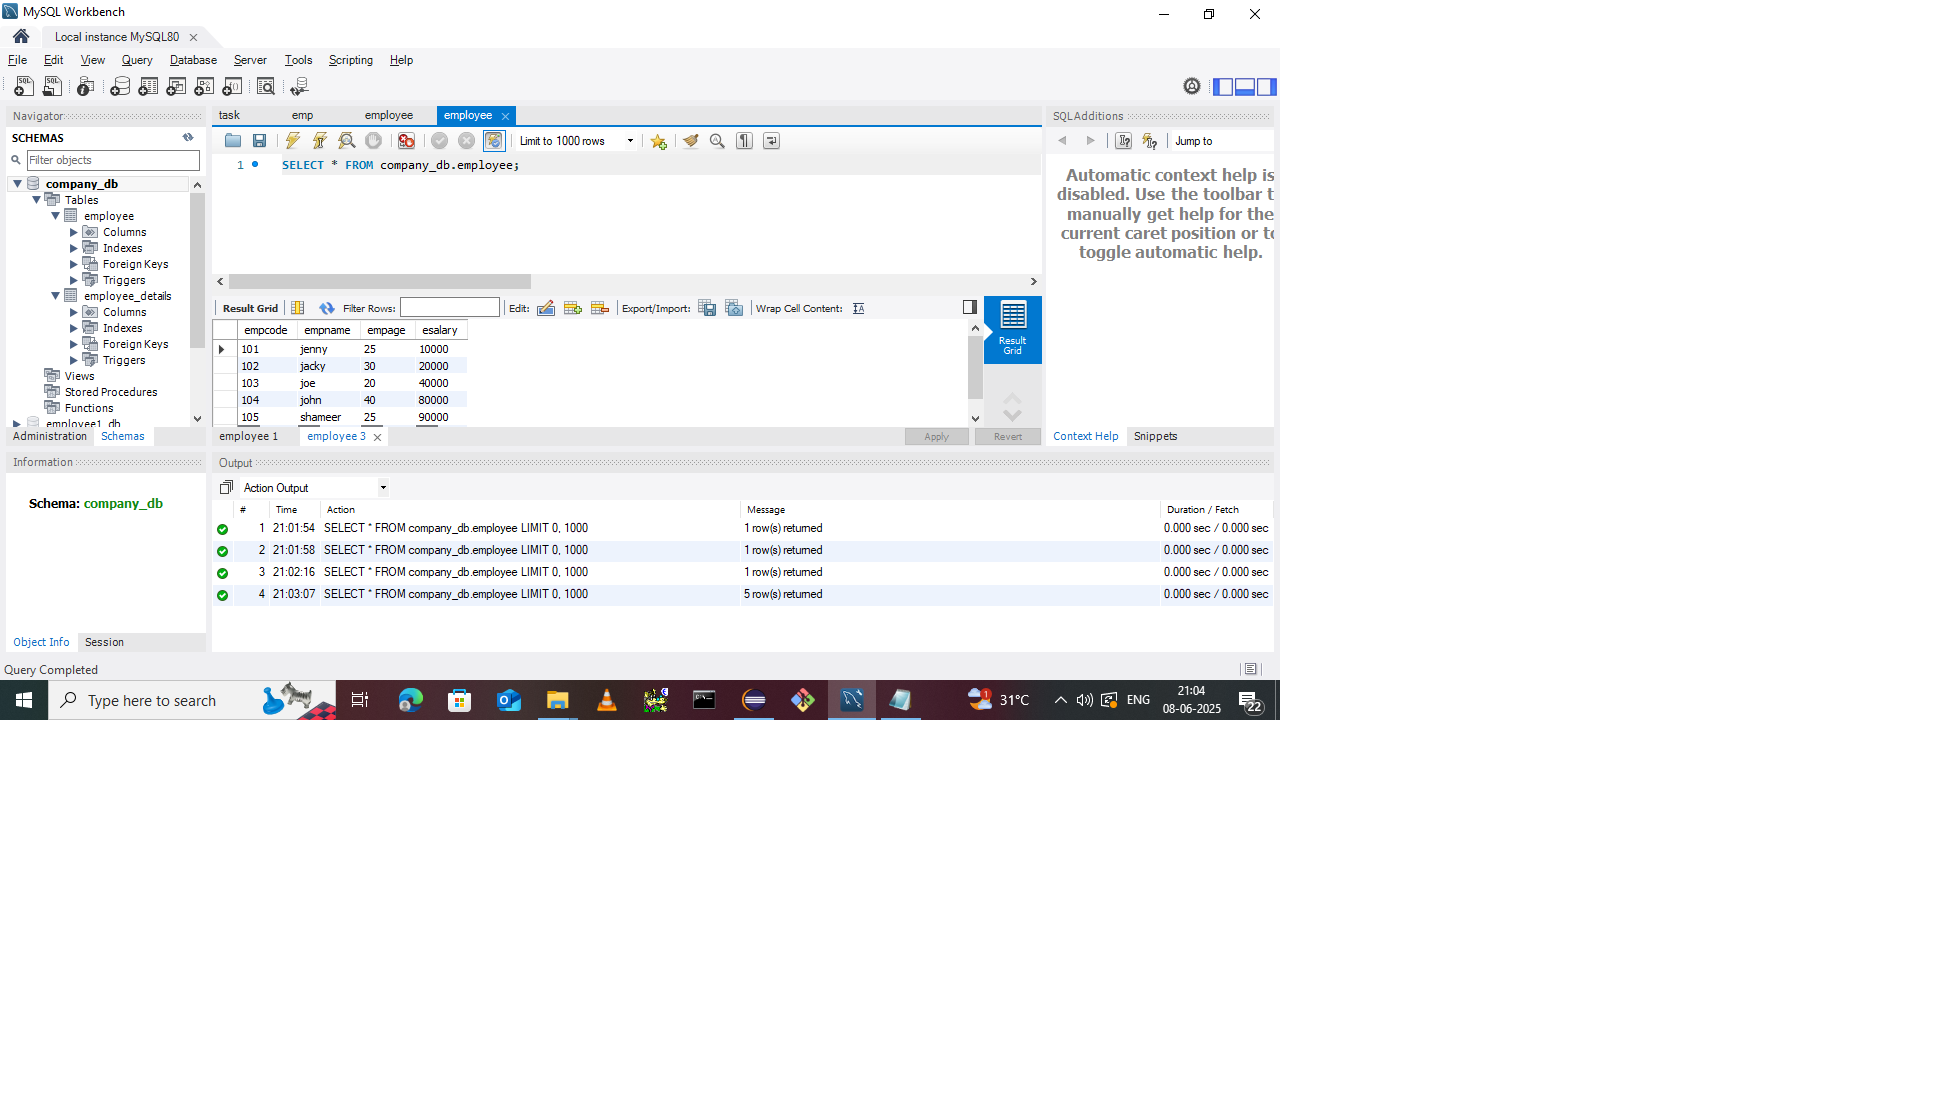 MySQL Workbench
Local instance MySQL80
File Edit View Query Database Server Tools Scripting Help
Navigator
SCHEMAS
Filter objects
company_db
Tables
employee
Columns
Indexes
Foreign Keys
Triggers
employee_details
Columns
Indexes
Foreign Keys
Triggers
Views
Stored Procedures
Functions
employee1_db
Administration Schemas
Information
Schema: company_db
Object Info Session
Query Completed
task emp employee employee
Limit to 1000 rows
1 SELECT * FROM company_db.employee;
Result Grid Filter Rows: Edit: Export/Import: Wrap Cell Content:
empcode empname empage esalary
101 jenny 25 10000
102 jacky 30 20000
103 joe 20 40000
104 john 40 80000
105 shameer 25 90000
Result
Grid
employee 1 employee 3 Apply Revert
SQLAdditions
Jump to
Automatic context help is
disabled. Use the toolbar t
manually get help for the
current caret position or to
toggle automatic help.
Context Help Snippets
Output
Action Output
# Time Action Message Duration / Fetch
1 21:01:54 SELECT * FROM company_db.employee LIMIT 0, 1000 1 row(s) returned 0.000 sec / 0.000 sec
2 21:01:58 SELECT * FROM company_db.employee LIMIT 0, 1000 1 row(s) returned 0.000 sec / 0.000 sec
3 21:02:16 SELECT * FROM company_db.employee LIMIT 0, 1000 1 row(s) returned 0.000 sec / 0.000 sec
4 21:03:07 SELECT * FROM company_db.employee LIMIT 0, 1000 5 row(s) returned 0.000 sec / 0.000 sec
Type here to search
1 31°C ENG
21:04
08-06-2025
22